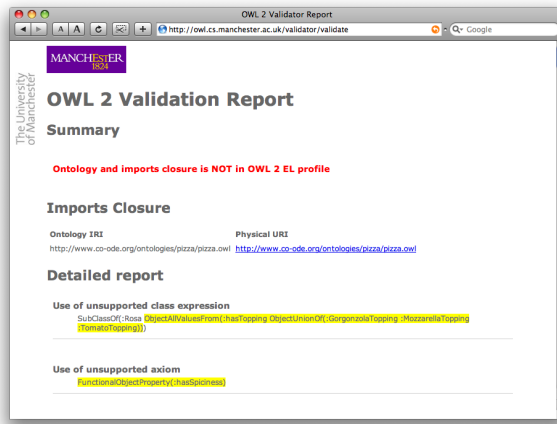 OWL 2 Validator Report
A A C + http://owl.cs.manchester.ac.uk/validator/validate Q Google
MANCHESTER
1824
The University
of Manchester
OWL 2 Validation Report
Summary
Ontology and imports closure is NOT in OWL 2 EL profile
Imports Closure
Ontology IRI Physical URI
http://www.co-ode.org/ontologies/pizza/pizza.owl http://www.co-ode.org/ontologies/pizza/pizza.owl
Detailed report
Use of unsupported class expression
SubClassOf(:Rosa ObjectAllValuesFrom(:hasTopping ObjectUnionOf(:GorgonzolaTopping :MozzarellaTopping
:TomatoTopping)))
Use of unsupported axiom
FunctionalObjectProperty(:hasSpiciness)